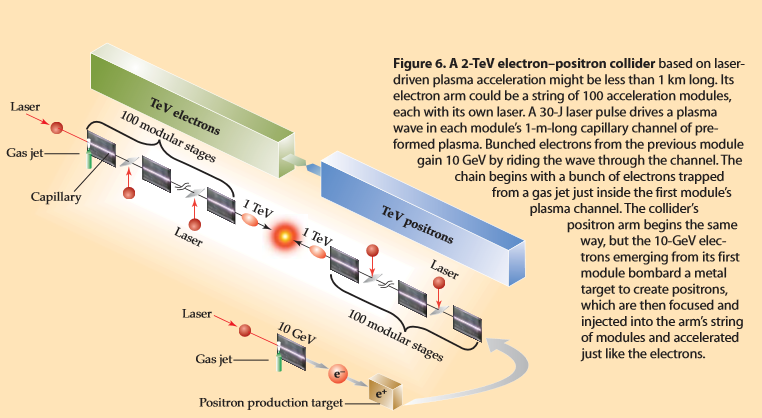 Figure 6. A 2-TeV electron–positron collider based on laser-
driven plasma acceleration might be less than 1 km long. Its
electron arm could be a string of 100 acceleration modules,
each with its own laser. A 30-J laser pulse drives a plasma
wave in each module's 1-m-long capillary channel of pre-
formed plasma. Bunched electrons from the previous module
gain 10 GeV by riding the wave through the channel. The
chain begins with a bunch of electrons trapped
from a gas jet just inside the first module's
plasma channel. The collider's
positron arm begins the same
way, but the 10-GeV elec-
trons emerging from its first
module bombard a metal
target to create positrons,
which are then focused and
injected into the arm's string
of modules and accelerated
just like the electrons.
TeV electrons
100 modular stages
Laser
Gas jet
Capillary
Laser
1 TeV
1 TeV
TeV positrons
Laser
100 modular stages
Laser
10 GeV
Gas jet
e−
e+
Positron production target